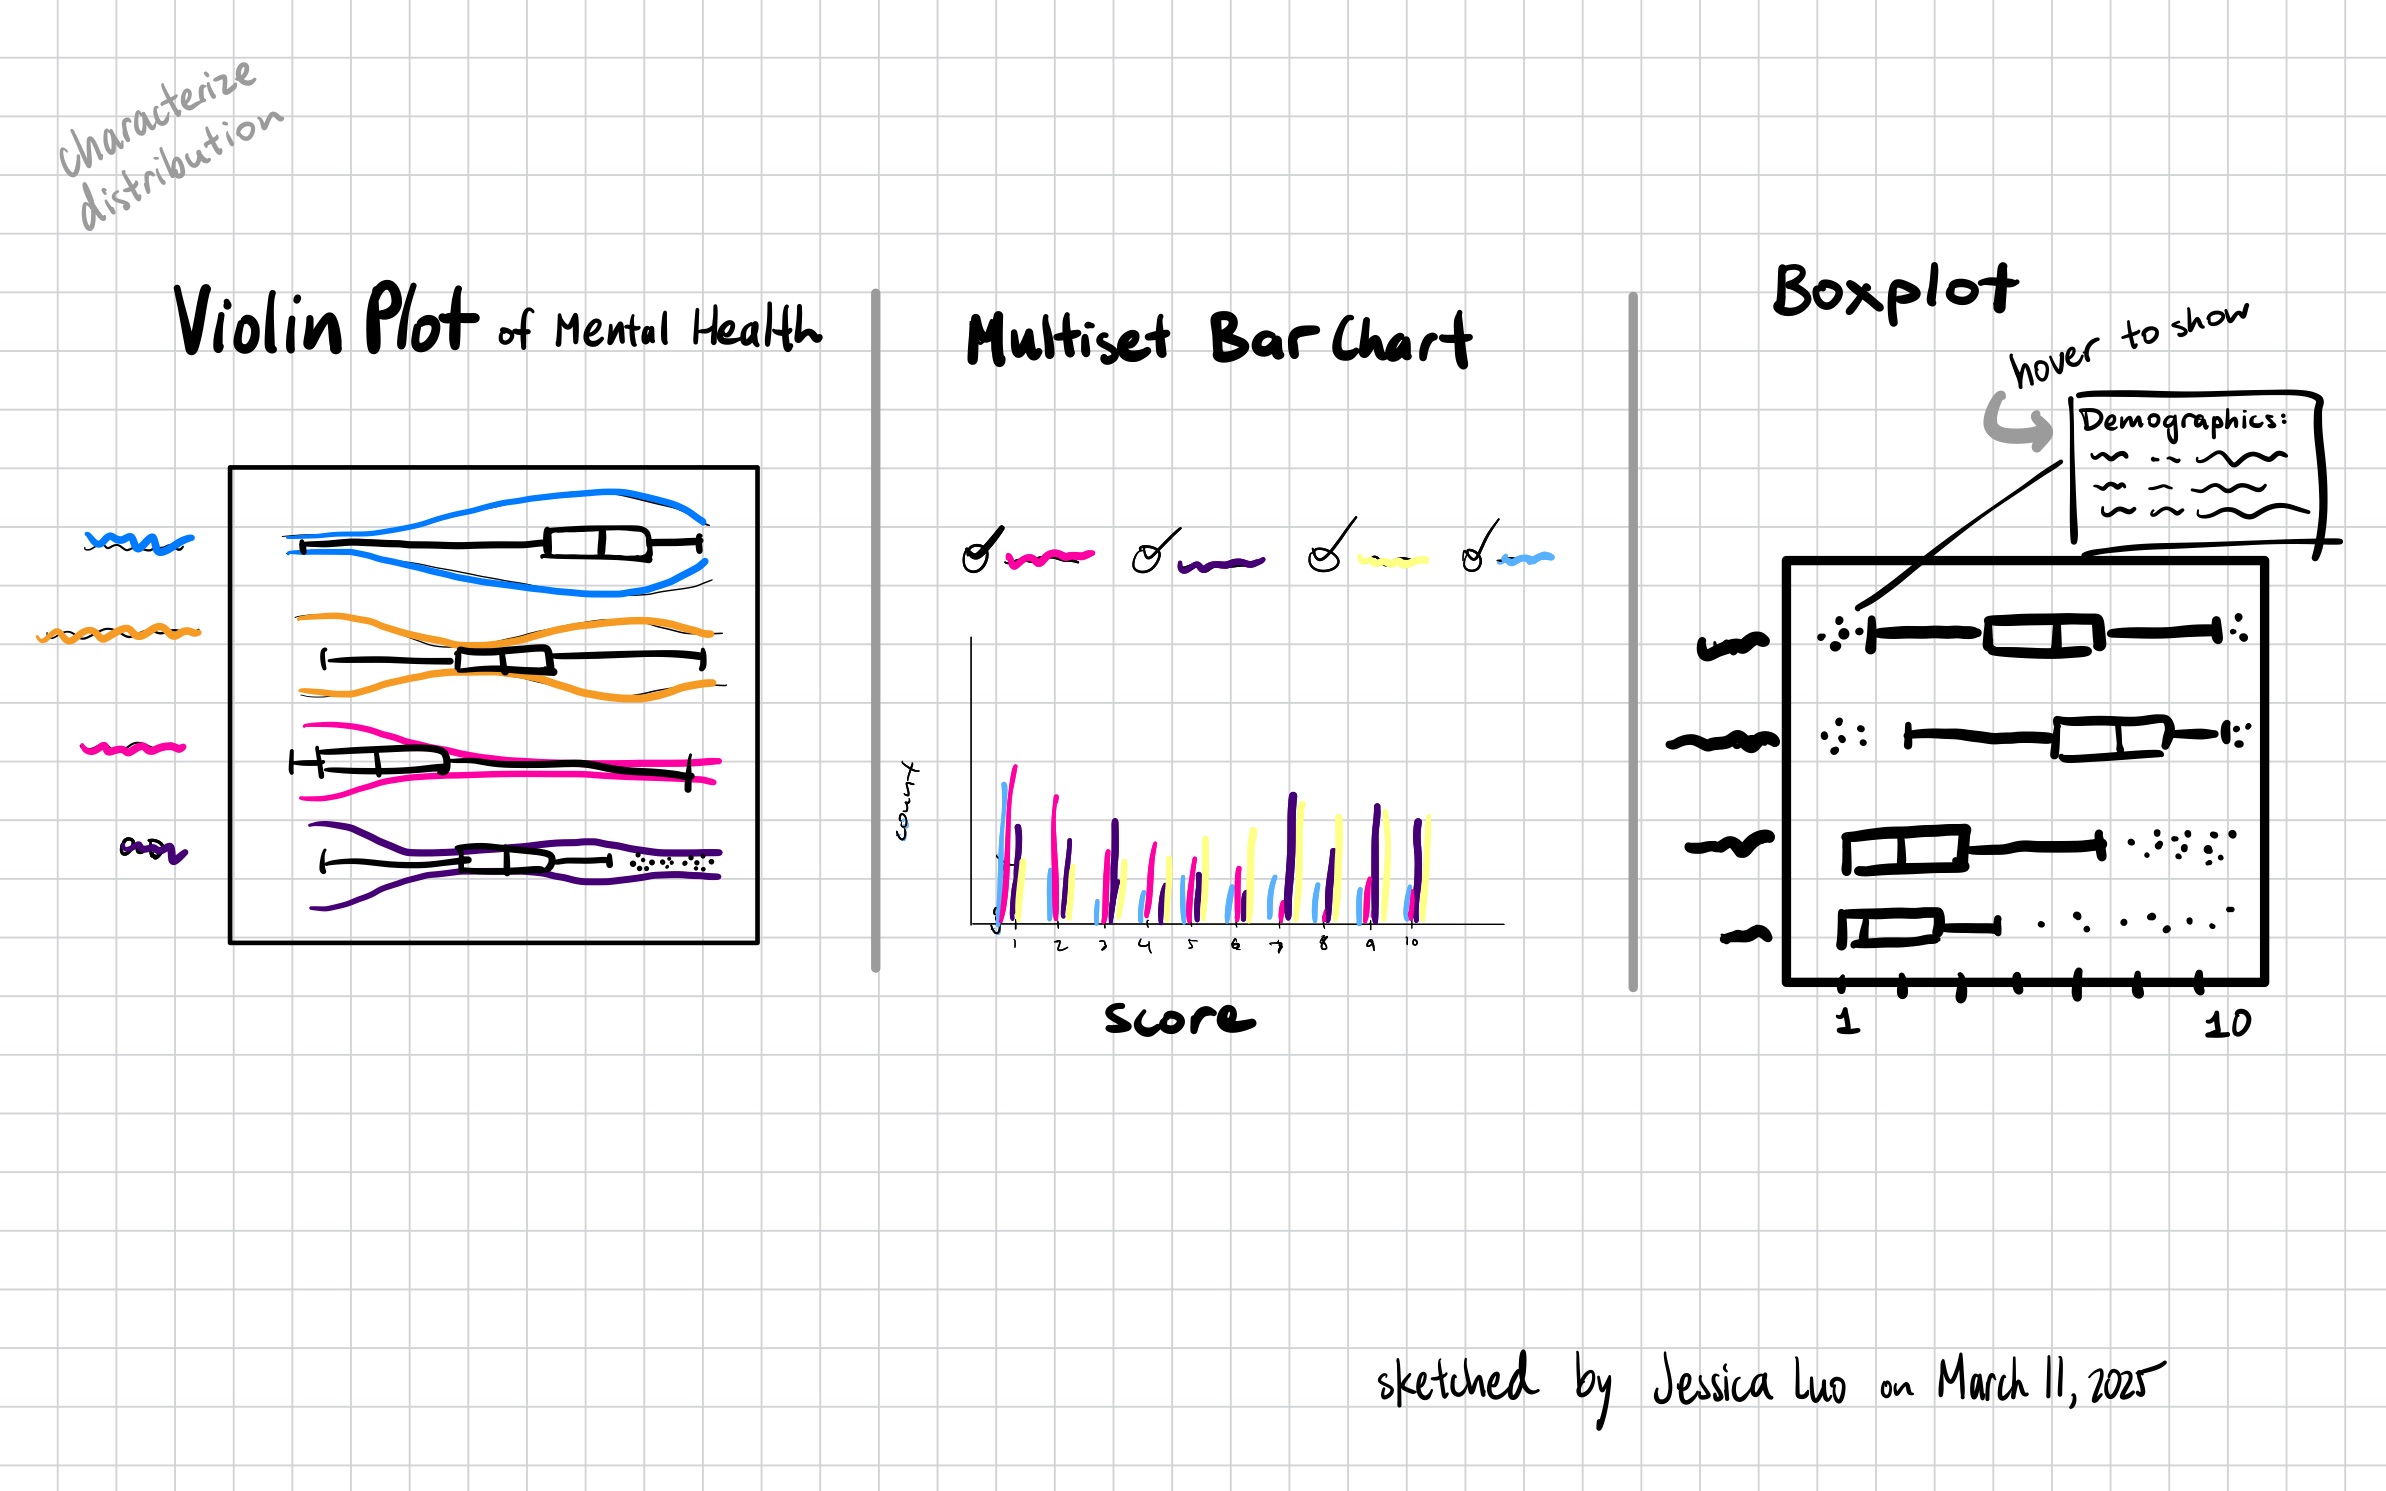 characterize
distribution
Violin Plot of Mental Health
Multiset Bar Chart
count
1 2 3 4 5 6 7 8 9 10
score
Boxplot
hover to show
Demographics:
1 10
sketched by Jessica Luo on March 11, 2025